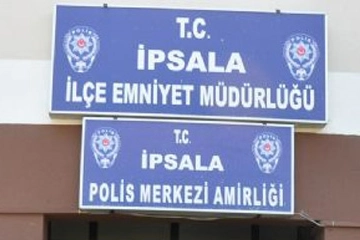 T.C.
İPSALA
İLÇE EMNİYET MÜDÜRLÜĞÜ
T.C.
İPSALA
POLİS MERKEZİ AMİRLİĞİ